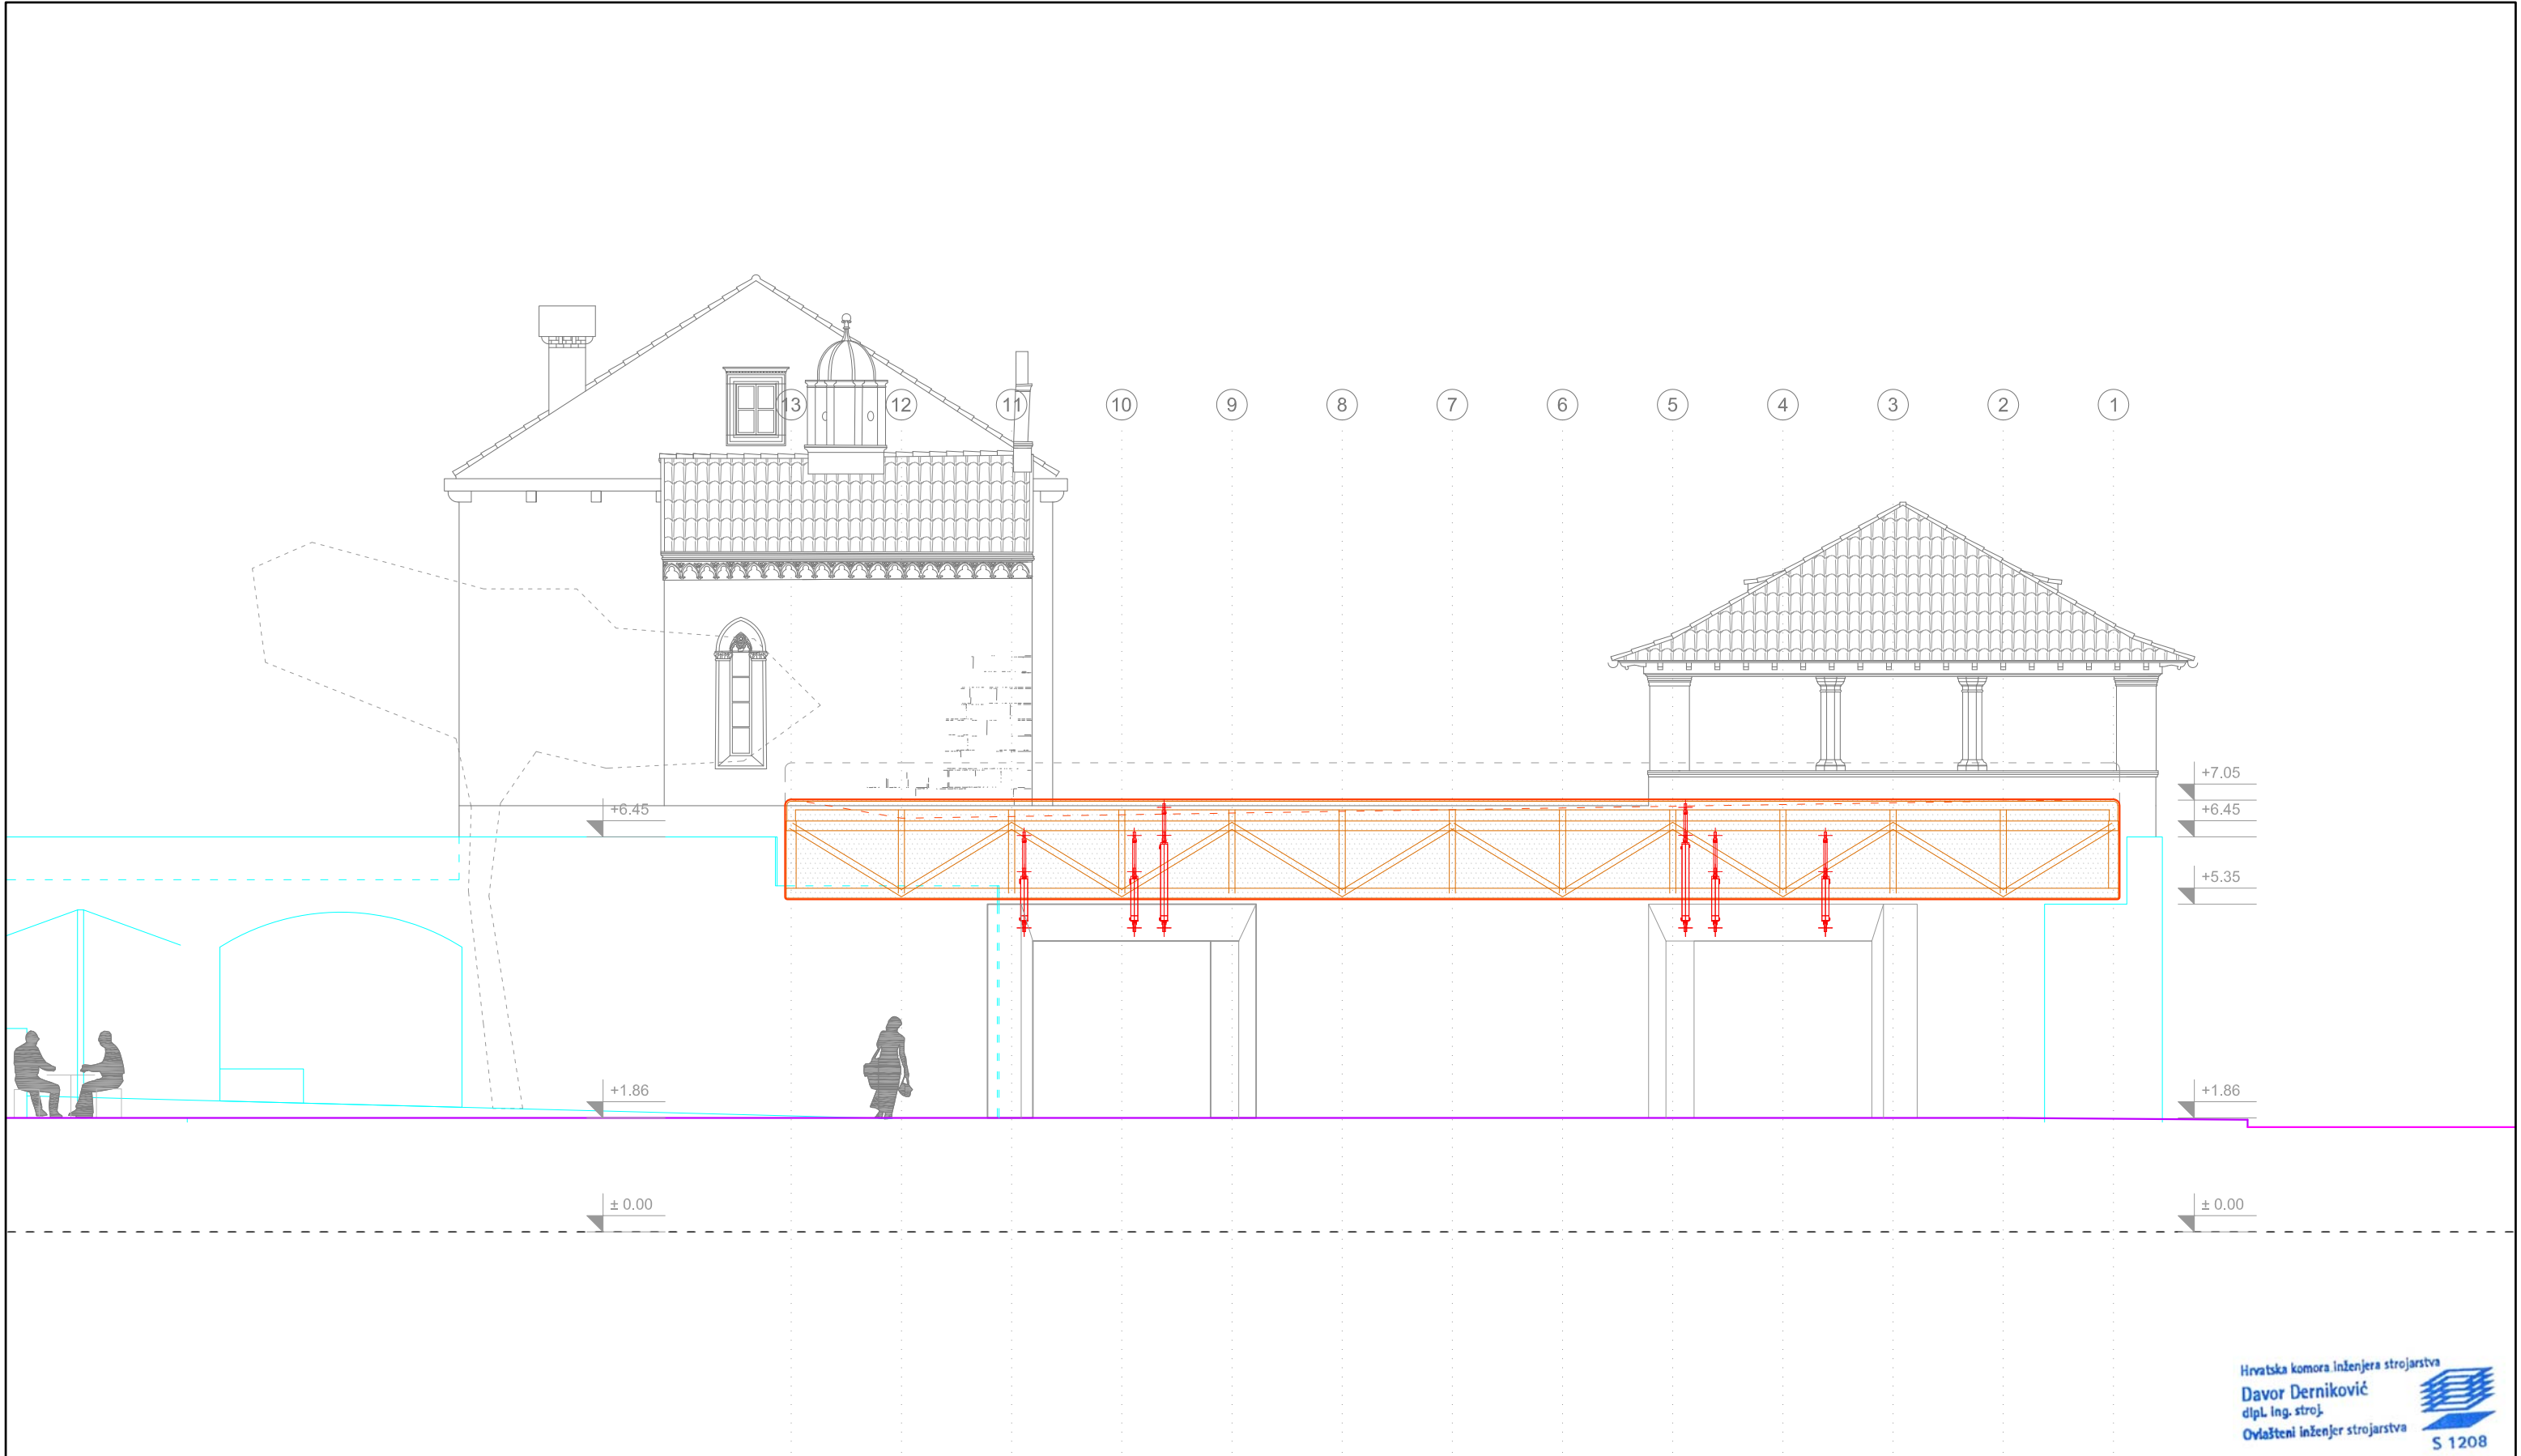 13 12 11 10 9 8 7 6 5 4 3 2 1
+7.05
+6.45 +6.45
+5.35
+1.86 +1.86
± 0.00 ± 0.00
Hrvatska komora inženjera strojarstva
Davor Derniković
dipl. ing. stroj.
Ovlašteni inženjer strojarstva
S 1208